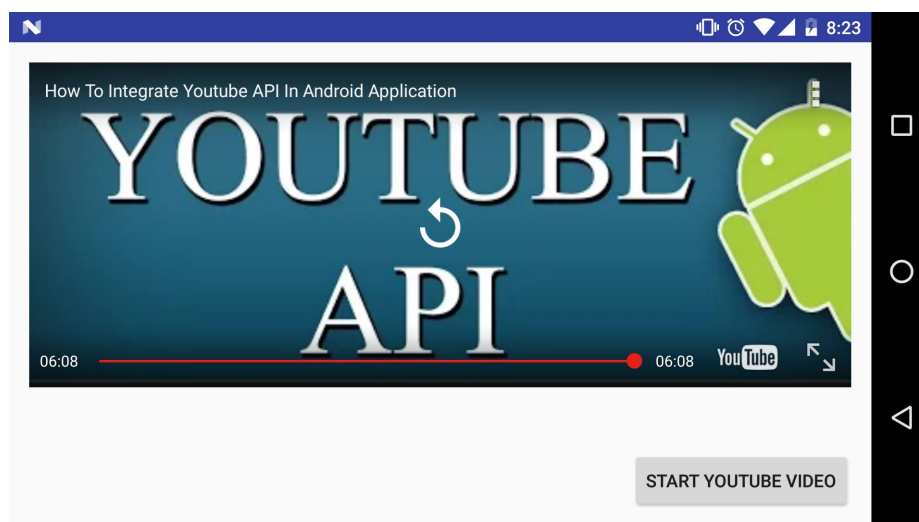 8:23
How To Integrate Youtube API In Android Application
YOUTUBE
API
06:08
06:08
YouTube
START YOUTUBE VIDEO